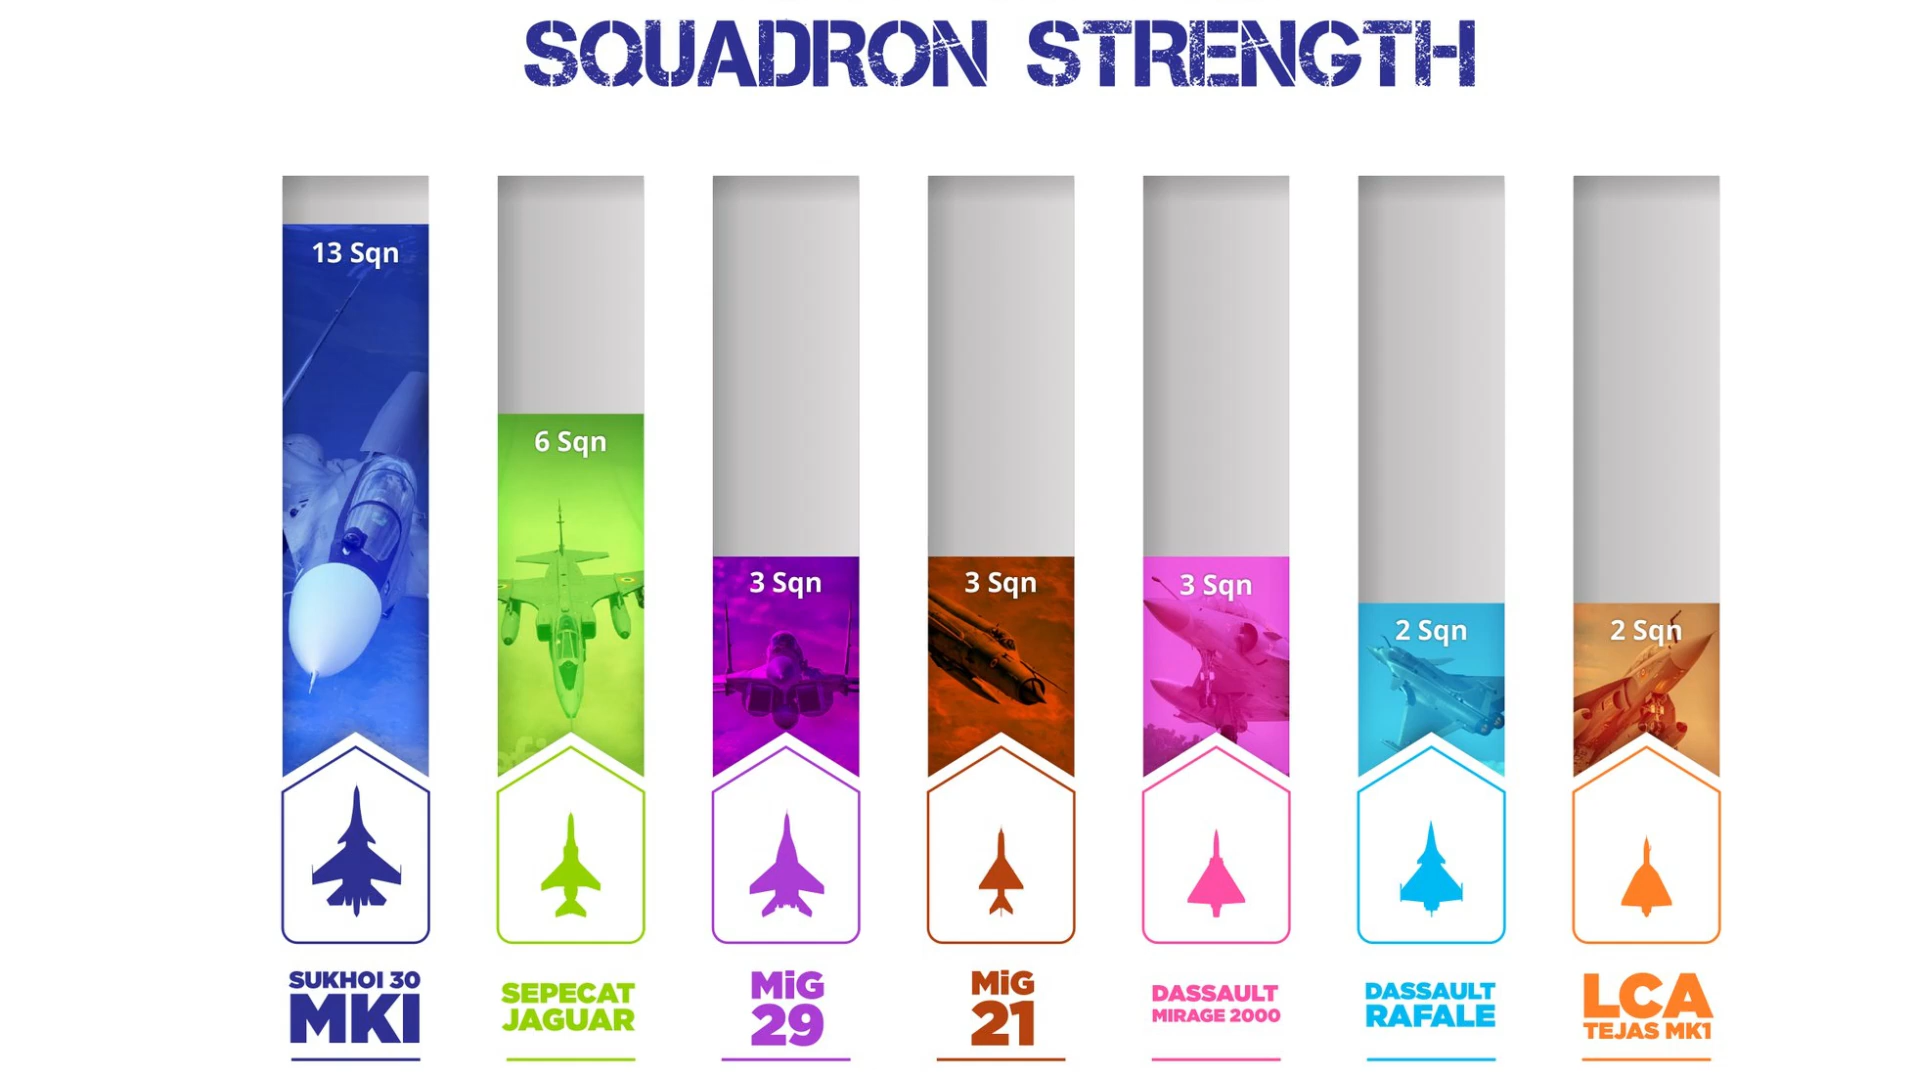 SQUADRON STRENGTH
13 Sqn
6 Sqn
3 Sqn
3 Sqn
3 Sqn
2 Sqn
2 Sqn
SUKHOI 30
MKI
SEPECAT
JAGUAR
MiG
29
MiG
21
DASSAULT
MIRAGE 2000
DASSAULT
RAFALE
LCA
TEJAS MK1